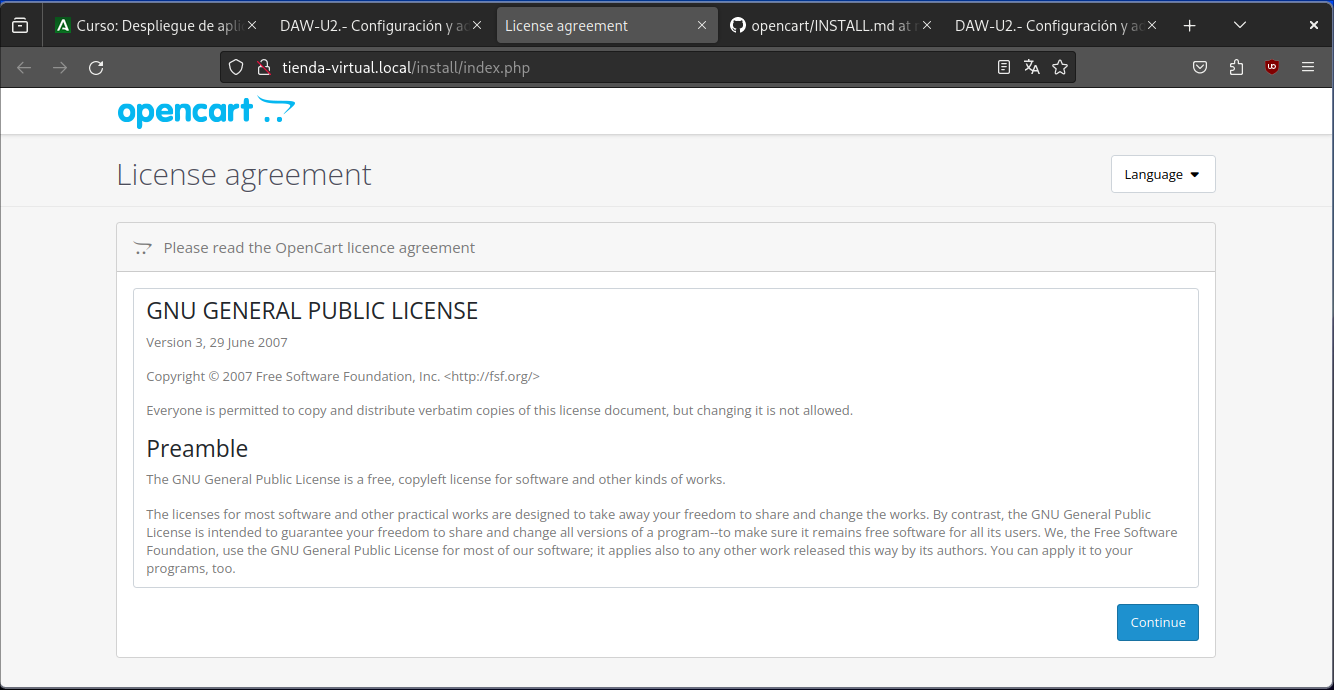 Curso: Despliegue de apli
DAW-U2.- Configuración y ad
License agreement
opencart/INSTALL.md at
DAW-U2.- Configuración y ad
tienda-virtual.local/install/index.php
opencart
License agreement
Language
Please read the OpenCart licence agreement
GNU GENERAL PUBLIC LICENSE
Version 3, 29 June 2007
Copyright © 2007 Free Software Foundation, Inc. <http://fsf.org/>
Everyone is permitted to copy and distribute verbatim copies of this license document, but changing it is not allowed.
Preamble
The GNU General Public License is a free, copyleft license for software and other kinds of works.
The licenses for most software and other practical works are designed to take away your freedom to share and change the works. By contrast, the GNU General Public
License is intended to guarantee your freedom to share and change all versions of a program--to make sure it remains free software for all its users. We, the Free Software
Foundation, use the GNU General Public License for most of our software; it applies also to any other work released this way by its authors. You can apply it to your
programs, too.
Continue